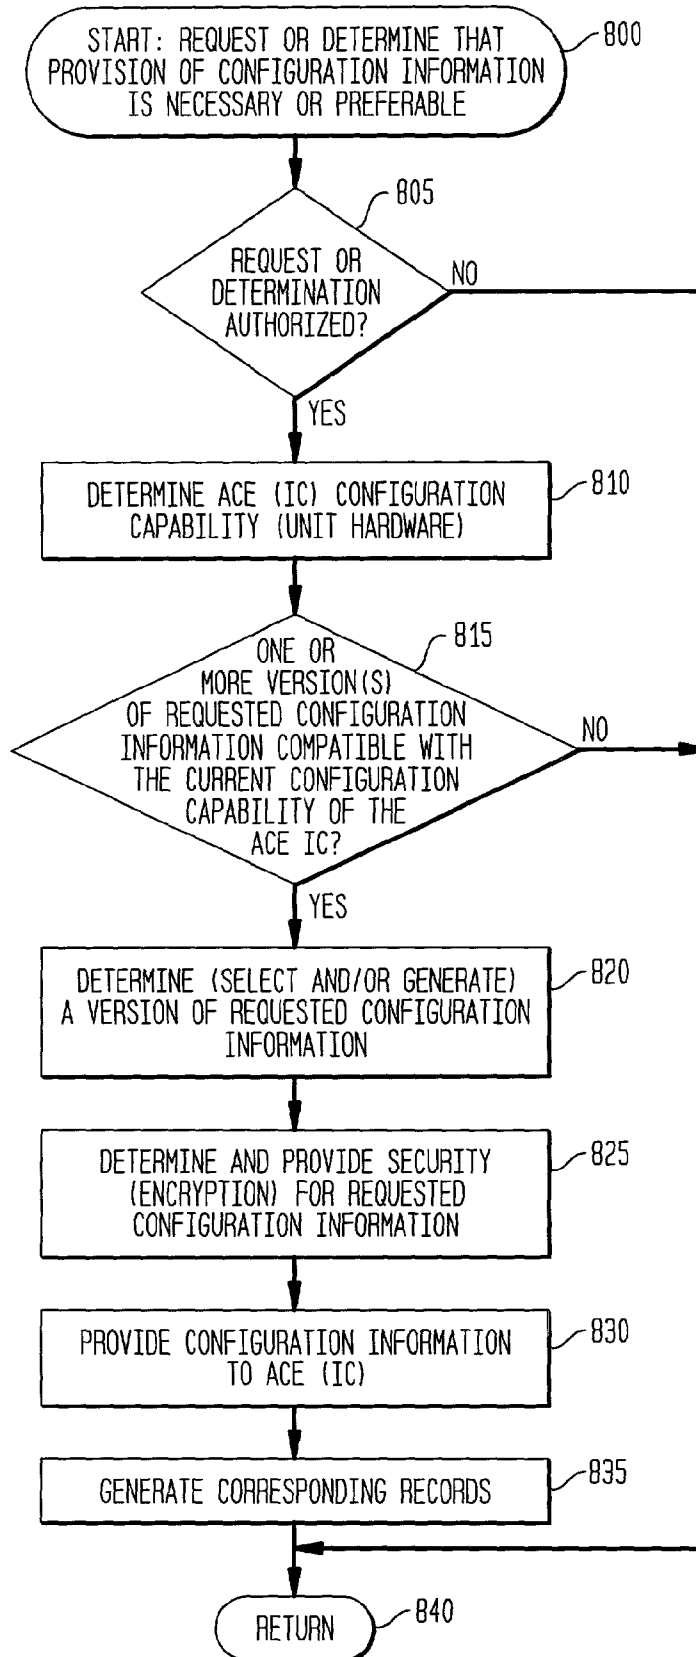 START: REQUEST OR DETERMINE THAT
PROVISION OF CONFIGURATION INFORMATION
IS NECESSARY OR PREFERABLE
800
805
REQUEST OR
DETERMINATION
AUTHORIZED?
NO
YES
DETERMINE ACE (IC) CONFIGURATION
CAPABILITY (UNIT HARDWARE)
810
815
ONE OR
MORE VERSION(S)
OF REQUESTED CONFIGURATION
INFORMATION COMPATIBLE WITH
THE CURRENT CONFIGURATION
CAPABILITY OF THE
ACE IC?
NO
YES
DETERMINE (SELECT AND/OR GENERATE)
A VERSION OF REQUESTED CONFIGURATION
INFORMATION
820
DETERMINE AND PROVIDE SECURITY
(ENCRYPTION) FOR REQUESTED
CONFIGURATION INFORMATION
825
PROVIDE CONFIGURATION INFORMATION
TO ACE (IC)
830
GENERATE CORRESPONDING RECORDS
835
RETURN
840